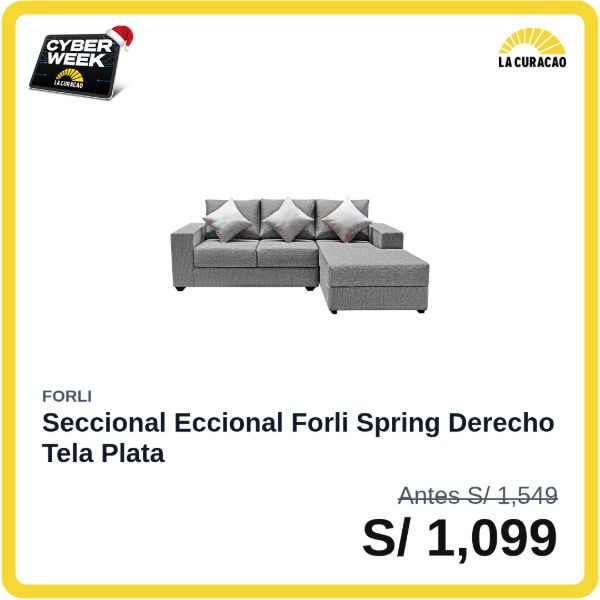 CYBER
WEEK
LA CURACAO
LA CURACAO
FORLI
Seccional Eccional Forli Spring Derecho
Tela Plata
Antes S/ 1,549
S/ 1,099